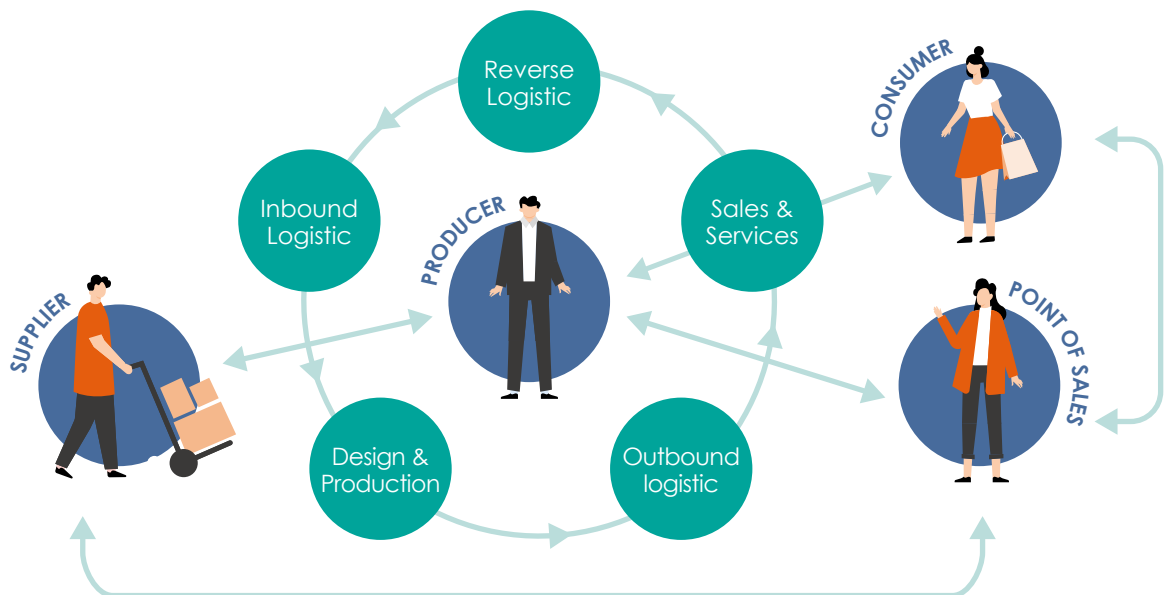 Reverse
Logistic
CONSUMER
Inbound
Logistic
PRODUCER
Sales &
Services
SUPPLIER
POINT OF SALES
Design &
Production
Outbound
logistic